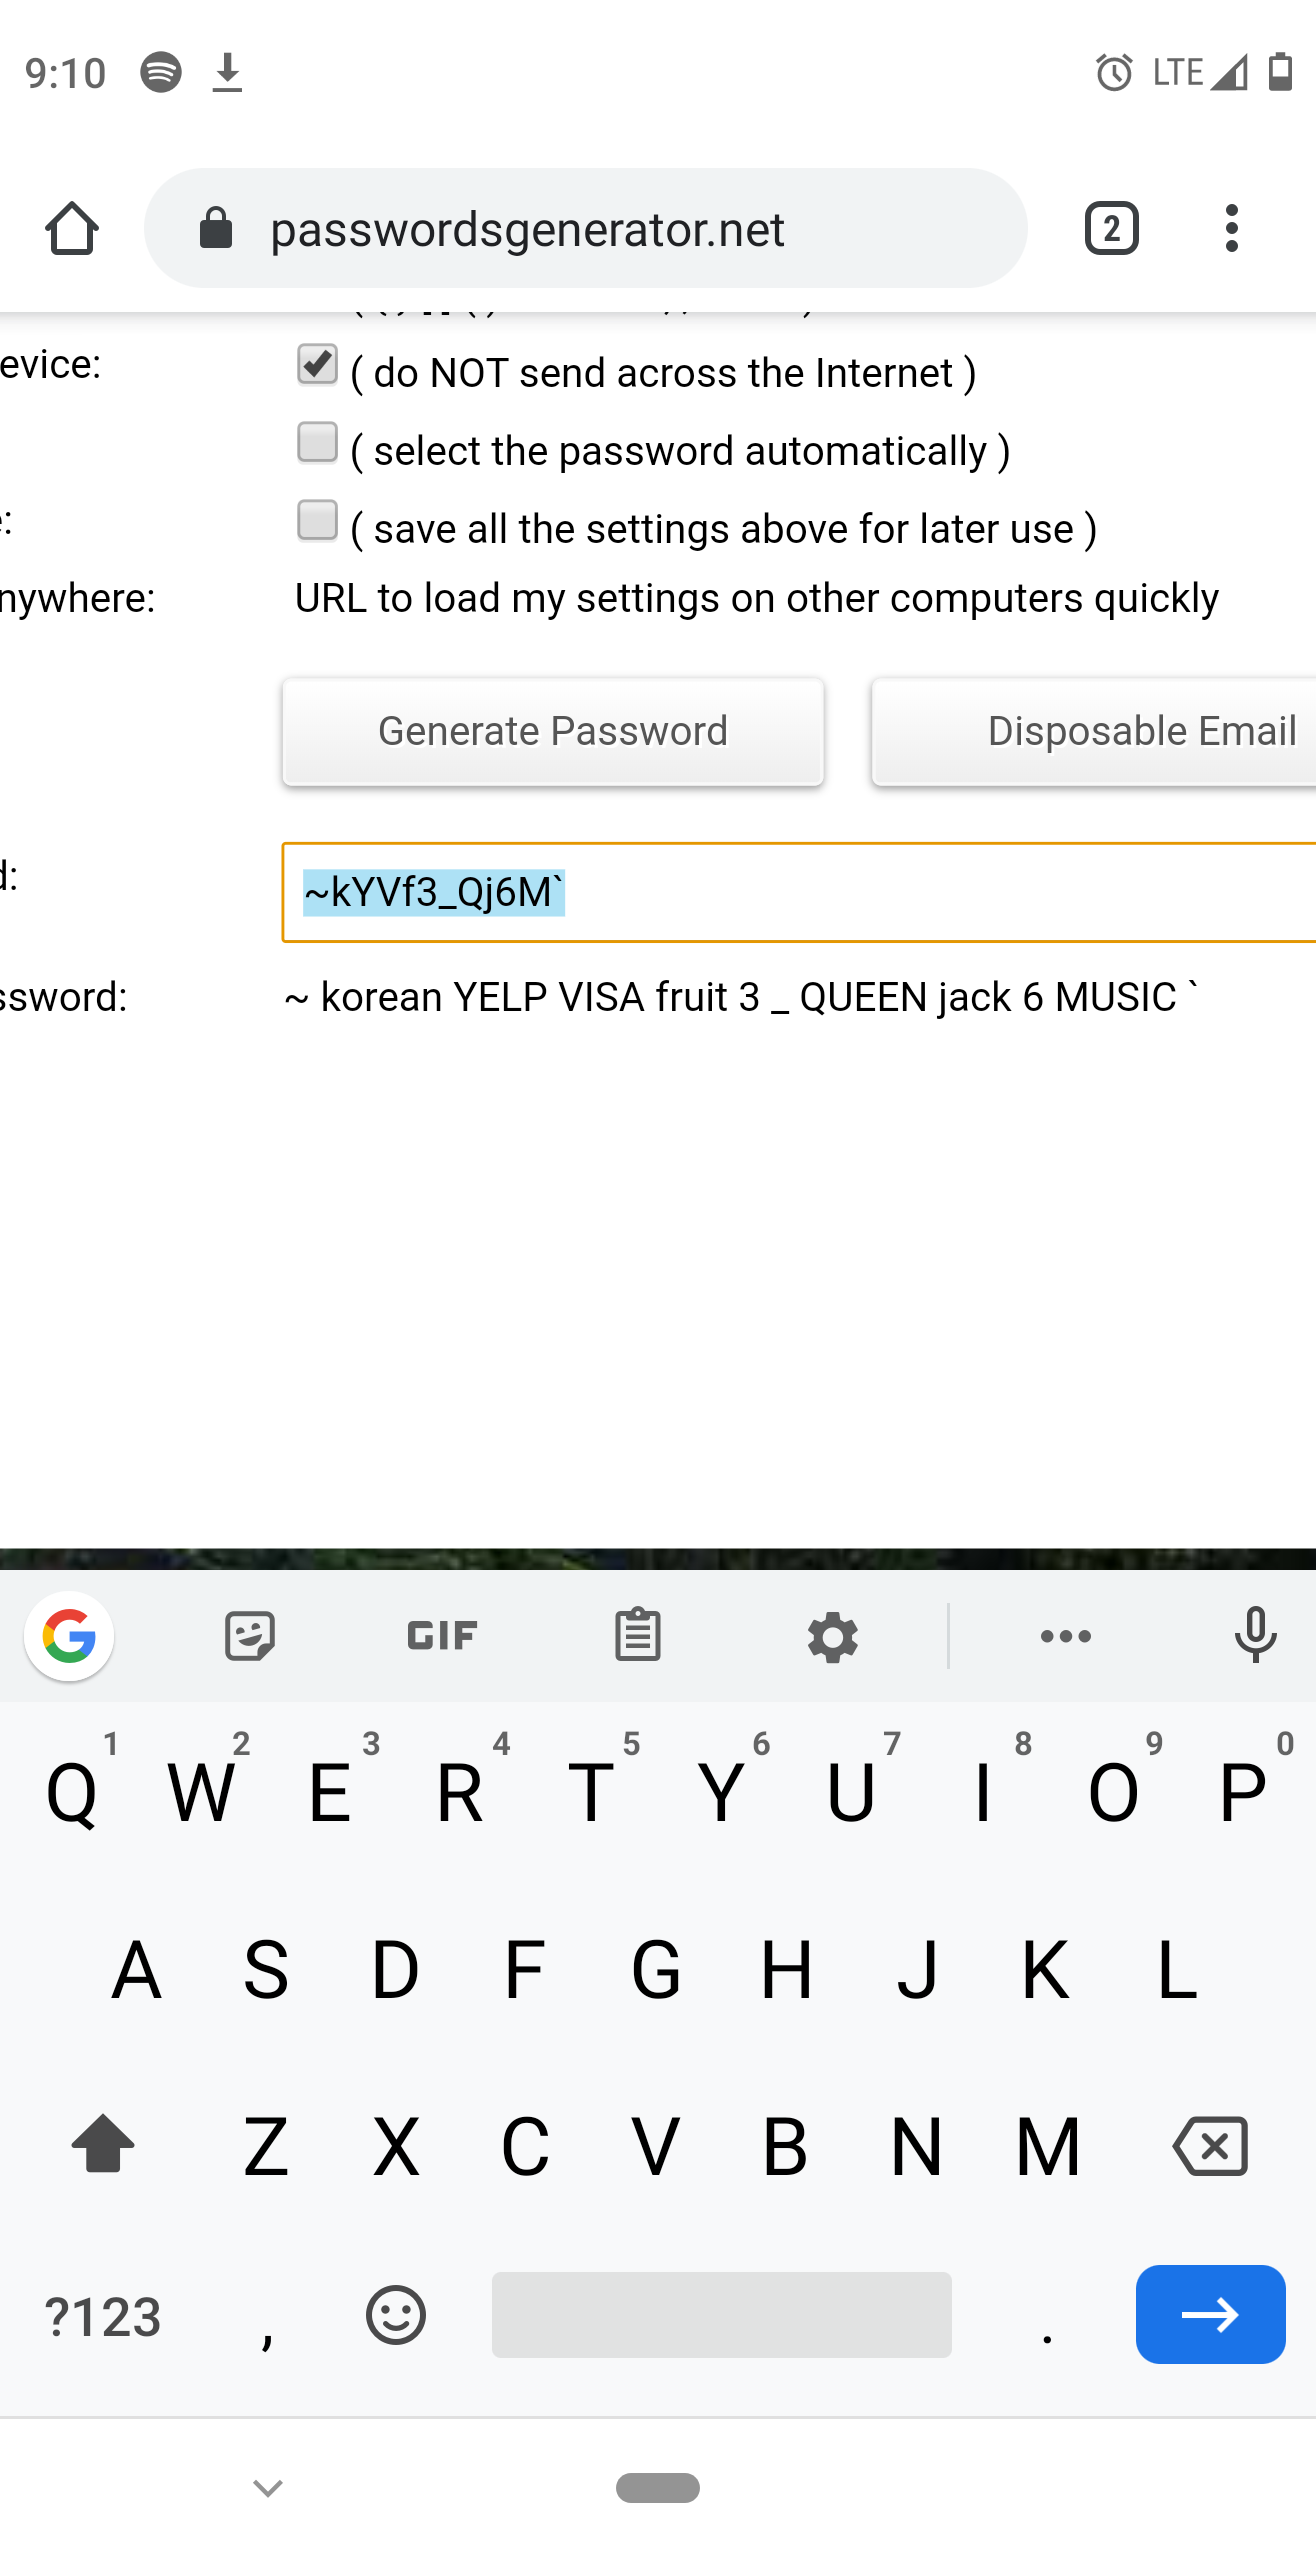 9:10 LTE
passwordsgenerator.net 2
evice: ( do NOT send across the Internet )
( select the password automatically )
e: ( save all the settings above for later use )
nywhere: URL to load my settings on other computers quickly
Generate Password Disposable Email
d: ~kYVf3_Qj6M`
ssword: ~ korean YELP VISA fruit 3 _ QUEEN jack 6 MUSIC `
G GIF
1 2 3 4 5 6 7 8 9 0
Q W E R T Y U I O P
A S D F G H J K L
Z X C V B N M
?123 , .